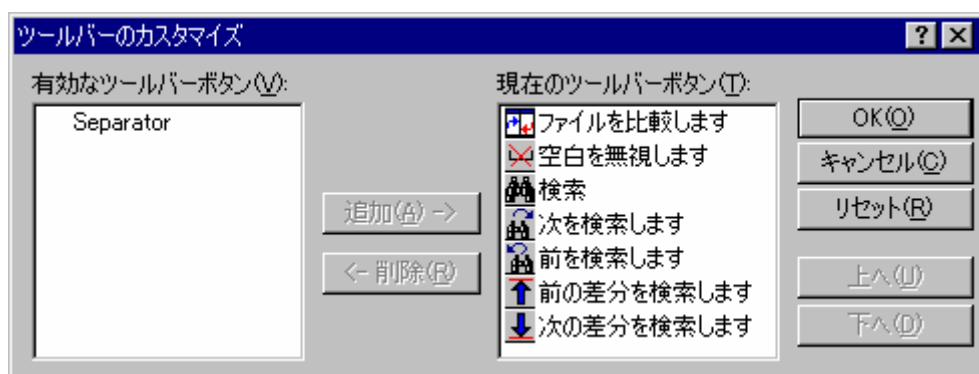 ツールバーのカスタマイズ
有効なツールバーボタン(V):
Separator
追加(A) ->
<- 削除(R)
現在のツールバーボタン(T):
ファイルを比較します
空白を無視します
検索
次を検索します
前を検索します
前の差分を検索します
次の差分を検索します
OK(O)
キャンセル(C)
リセット(R)
上へ(U)
下へ(D)